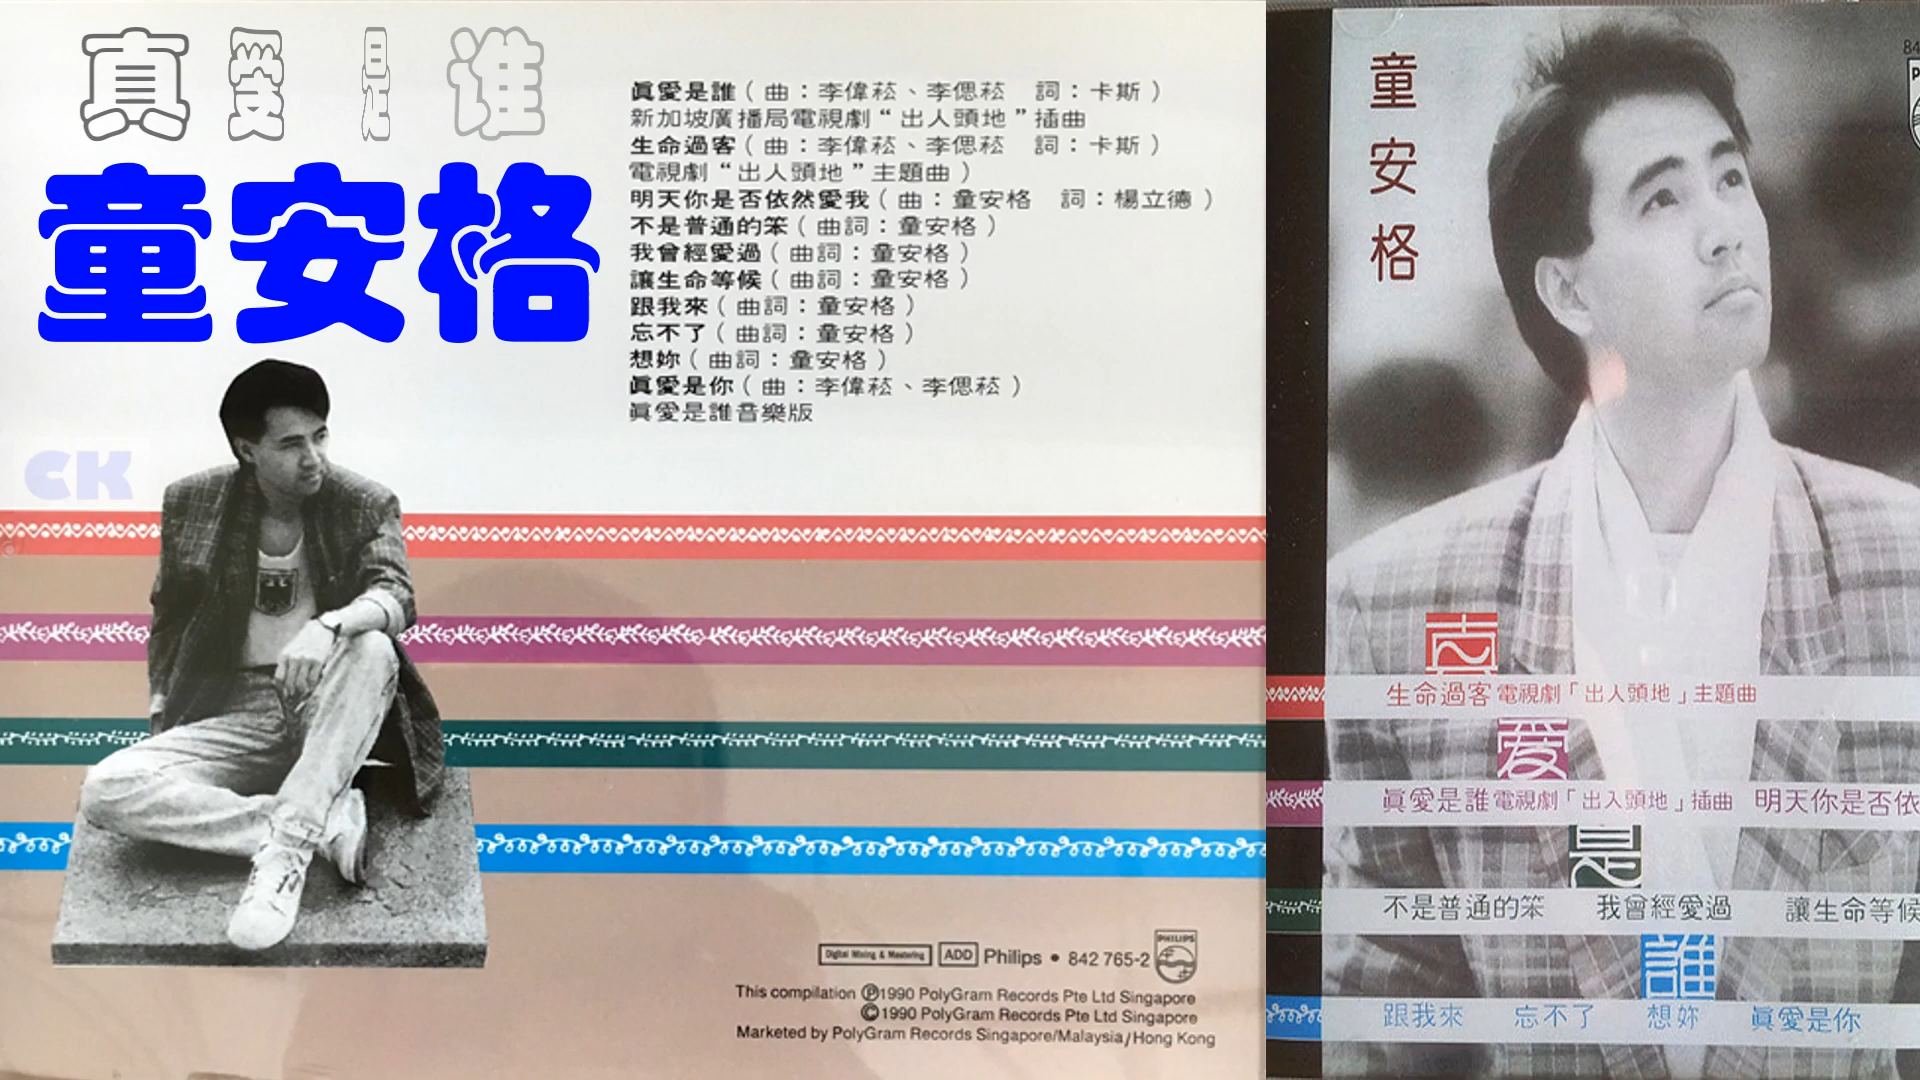 真愛是谁
童安格
CK
眞愛是誰（曲：李偉菘、李偲菘　詞：卡斯）
新加坡廣播局電視劇“出人頭地”插曲
生命過客（曲：李偉菘、李偲菘　詞：卡斯）
電視劇“出人頭地”主題曲）
明天你是否依然愛我（曲：童安格　詞：楊立德）
不是普通的笨（曲詞：童安格）
我曾經愛過（曲詞：童安格）
讓生命等候（曲詞：童安格）
跟我來（曲詞：童安格）
忘不了（曲詞：童安格）
想妳（曲詞：童安格）
眞愛是你（曲：李偉菘、李偲菘）
眞愛是誰音樂版
Digital Mixing & Mastering ADD Philips • 842 765-2 PHILIPS
This compilation Ⓟ1990 PolyGram Records Pte Ltd Singapore
©1990 PolyGram Records Pte Ltd Singapore
Marketed by PolyGram Records Singapore/Malaysia/Hong Kong
童安格
84
P
真
生命過客 電視劇「出人頭地」主題曲
愛
眞愛是誰 電視劇「出入頭地」插曲 明天你是否依
是
不是普通的笨 我曾經愛過 讓生命等候
誰
跟我來 忘不了 想妳 眞愛是你